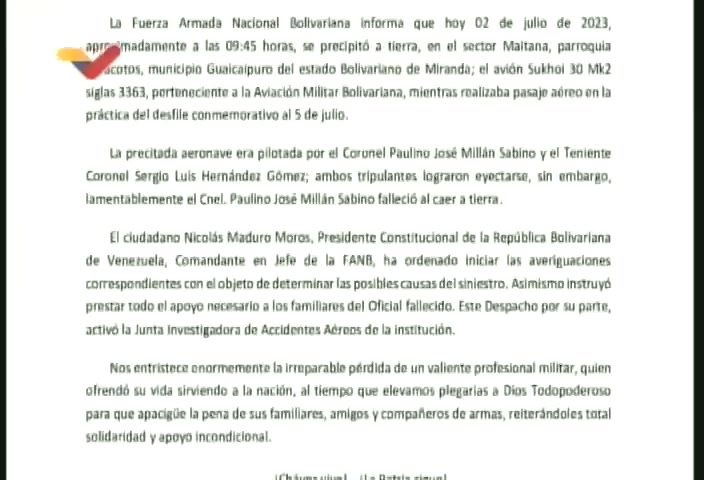 La Fuerza Armada Nacional Bolivariana informa que hoy 02 de julio de 2023,
aproximadamente a las 09:45 horas, se precipitó a tierra, en el sector Maitana, parroquia
municipio Guaicaipuro del estado Bolivariano de Miranda; el avión Sukhoi 30 Mk2
siglas 3363, perteneciente a la Aviación Militar Bolivariana, mientras realizaba pasaje aéreo en la
práctica del desfile conmemorativo al 5 de julio.
La precitada aeronave era pilotada por el Coronel Paulino José Millán Sabino y el Teniente
Coronel Sergio Luis Hernández Gómez; ambos tripulantes lograron eyectarse, sin embargo,
lamentablemente el Cnel. Paulino José Millán Sabino falleció al caer a tierra.
El ciudadano Nicolás Maduro Moros, Presidente Constitucional de la República Bolivariana
de Venezuela, Comandante en Jefe de la FANB, ha ordenado iniciar las averiguaciones
correspondientes con el objeto de determinar las posibles causas del siniestro. Asimismo instruyó
prestar todo el apoyo necesario a los familiares del Oficial fallecido. Este Despacho por su parte,
activó la Junta Investigadora de Accidentes Aéreos de la institución.
Nos entristece enormemente la irreparable pérdida de un valiente profesional militar, quien
ofrendó su vida sirviendo a la nación, al tiempo que elevamos plegarias a Dios Todopoderoso
para que apacigüe la pena de sus familiares, amigos y compañeros de armas, reiterándoles total
solidaridad y apoyo incondicional.
¡Chávez vive! ¡La Patria sigue!